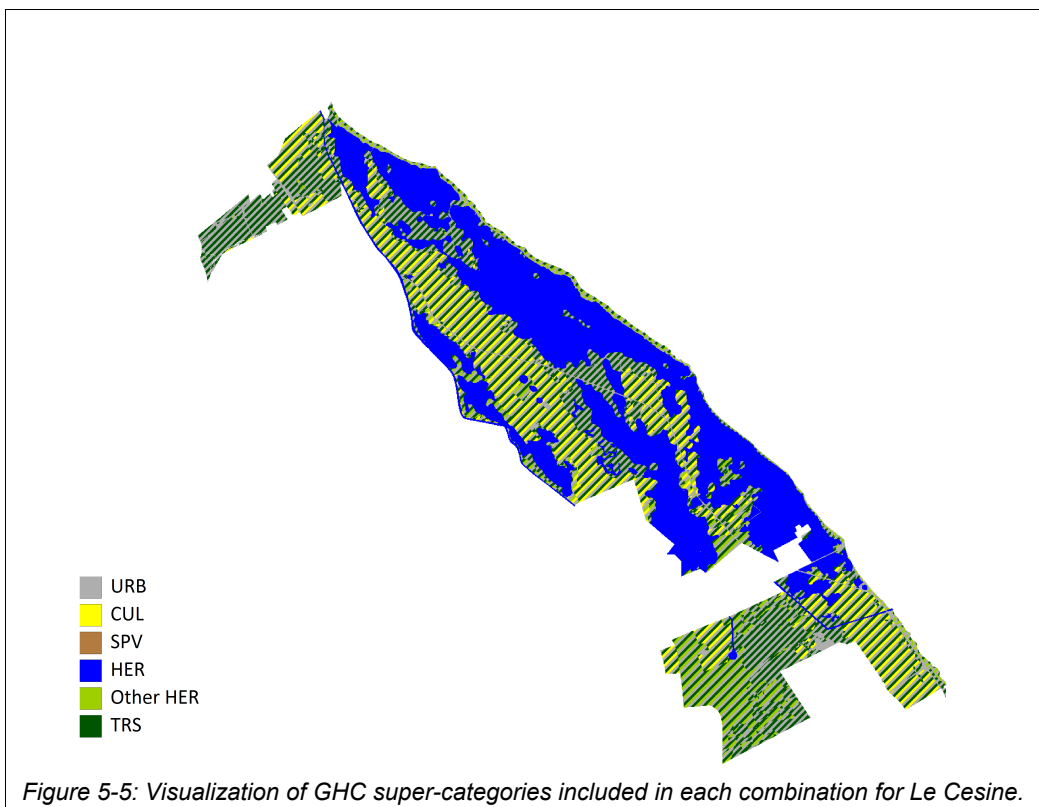 URB
CUL
SPV
HER
Other HER
TRS
Figure 5-5: Visualization of GHC super-categories included in each combination for Le Cesine.